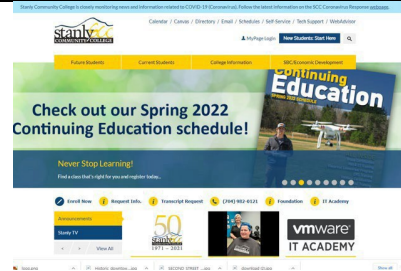 Stanly Community College is closely monitoring news and information related to COVID-19 (Coronavirus). Follow the latest information on the SCC Coronavirus Response webpage.
Calendar / Canvas / Directory / Email / Schedules / Self-Service / Tech Support / WebAdvisor
stanly
COMMUNITY COLLEGE
MyPage Login New Students Start Here
Future Students Current Students College Information SBC/Economic Development
Continuing
Education
Check out our Spring 2022
Continuing Education schedule!
Never Stop Learning!
Find a class that's right for you and register today...
Enroll Now Request Info. Transcript Request (704) 982-0121 Foundation IT Academy
Announcements
Stanly TV
View All
50
stanly
1971 - 2021
vmware
IT ACADEMY
SECOND STREET
Show all